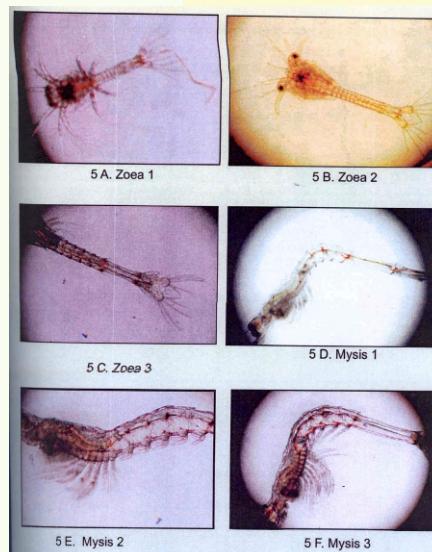 5 A. Zoea 1
5 B. Zoea 2
5 C. Zoea 3
5 D. Mysis 1
5 E. Mysis 2
5 F. Mysis 3